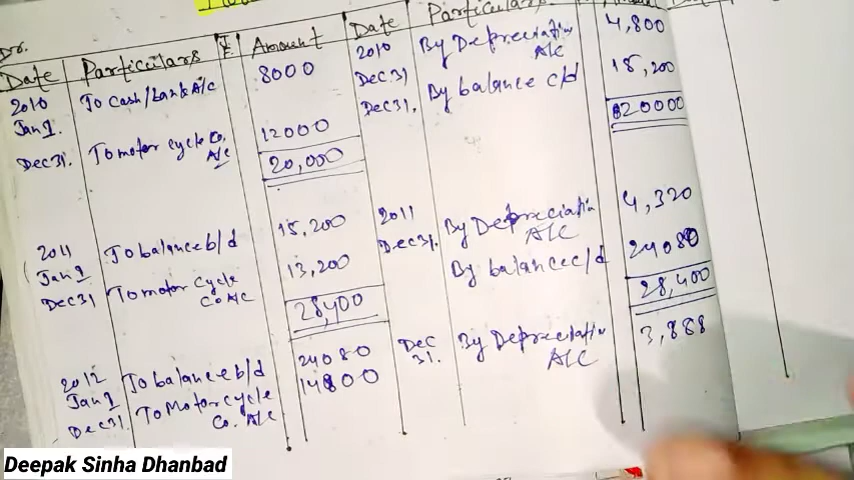 Dr.
Date Particulars J.F. Amount Date Particulars
2010 To Cash/bank A/c 8000 2010 By Depreciation 4,800
Jan 1. Dec 31 A/c
Dec 31. To motor cycle Co. 12000 Dec 31. By balance c/d 15,200
A/C
20,000 20000
2011 To balance b/d 15,200 2011 By Depreciation 4,320
Jan 1 Dec 31. A/C
Dec 31 To motor Cycle 13,200 By balance c/d 24080
Co A/C
28,400 28,400
2012 To balance b/d 24080 Dec By Depreciation 3,888
Jan 1 31. A/C
Dec 31. To Motorcycle 14800
Co. A/c
Deepak Sinha Dhanbad